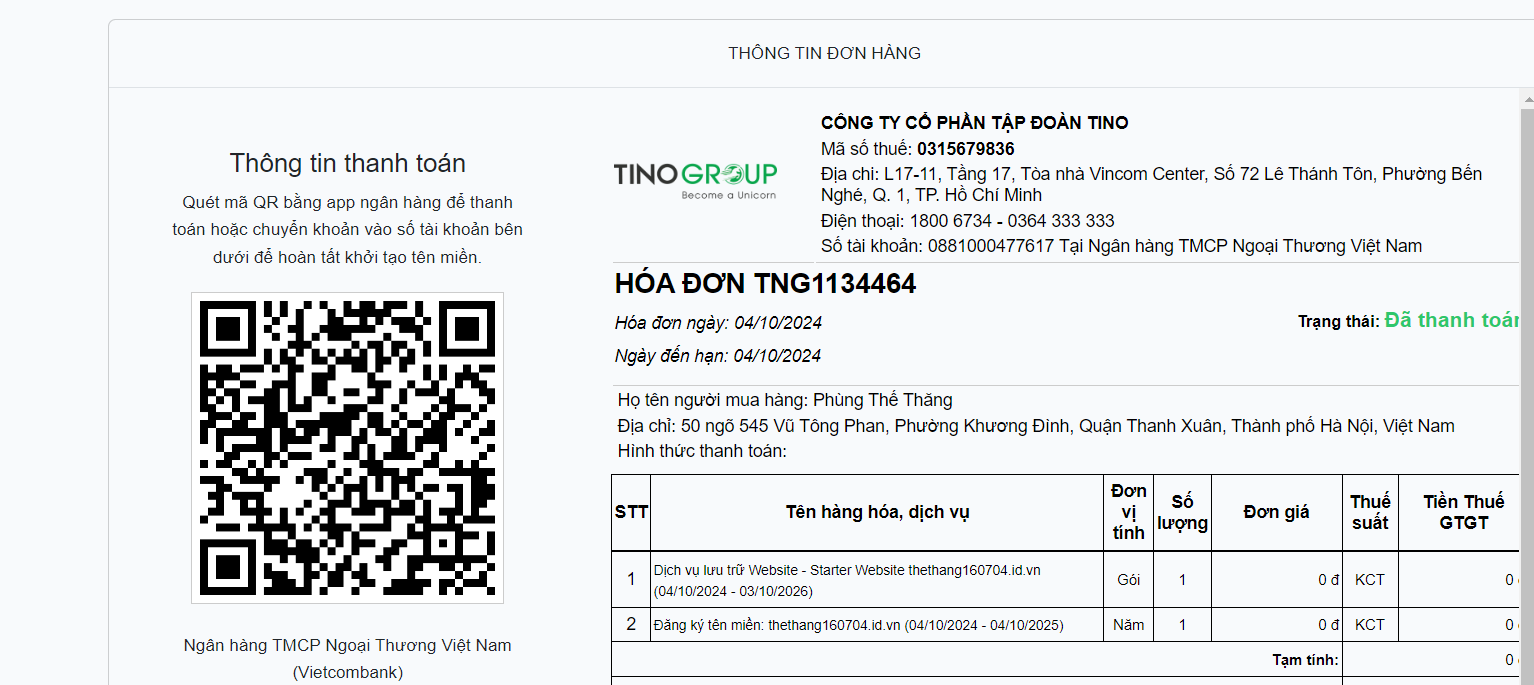 THÔNG TIN ĐƠN HÀNG
Thông tin thanh toán
Quét mã QR bằng app ngân hàng để thanh
toán hoặc chuyển khoản vào số tài khoản bên
dưới để hoàn tất khởi tạo tên miền.
Ngân hàng TMCP Ngoại Thương Việt Nam
(Vietcombank)
TINOGROUP
Become a Unicorn
CÔNG TY CỔ PHẦN TẬP ĐOÀN TINO
Mã số thuế: 0315679836
Địa chỉ: L17-11, Tầng 17, Tòa nhà Vincom Center, Số 72 Lê Thánh Tôn, Phường Bến
Nghé, Q. 1, TP. Hồ Chí Minh
Điện thoại: 1800 6734 - 0364 333 333
Số tài khoản: 0881000477617 Tại Ngân hàng TMCP Ngoại Thương Việt Nam
HÓA ĐƠN TNG1134464
Hóa đơn ngày: 04/10/2024
Trạng thái: Đã thanh toán
Ngày đến hạn: 04/10/2024
Họ tên người mua hàng: Phùng Thế Thăng
Địa chỉ: 50 ngõ 545 Vũ Tông Phan, Phường Khương Đình, Quận Thanh Xuân, Thành phố Hà Nội, Việt Nam
Hình thức thanh toán:
STT Tên hàng hóa, dịch vụ Đơn vị tính Số lượng Đơn giá Thuế suất Tiền Thuế GTGT
1 Dịch vụ lưu trữ Website - Starter Website thethang160704.id.vn Gói 1 0 đ KCT 0
(04/10/2024 - 03/10/2026)
2 Đăng ký tên miền: thethang160704.id.vn (04/10/2024 - 04/10/2025) Năm 1 0 đ KCT 0
Tạm tính: 0